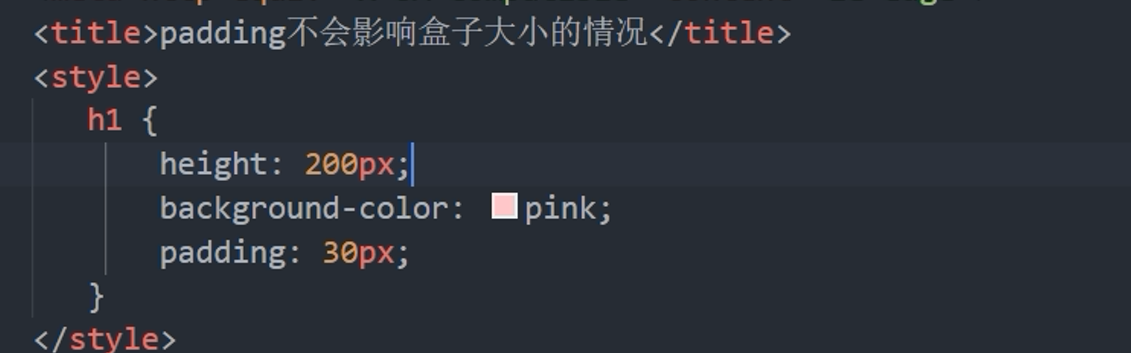 <title>padding不会影响盒子大小的情况</title>
<style>
h1 {
height: 200px;
background-color: pink;
padding: 30px;
}
</style>